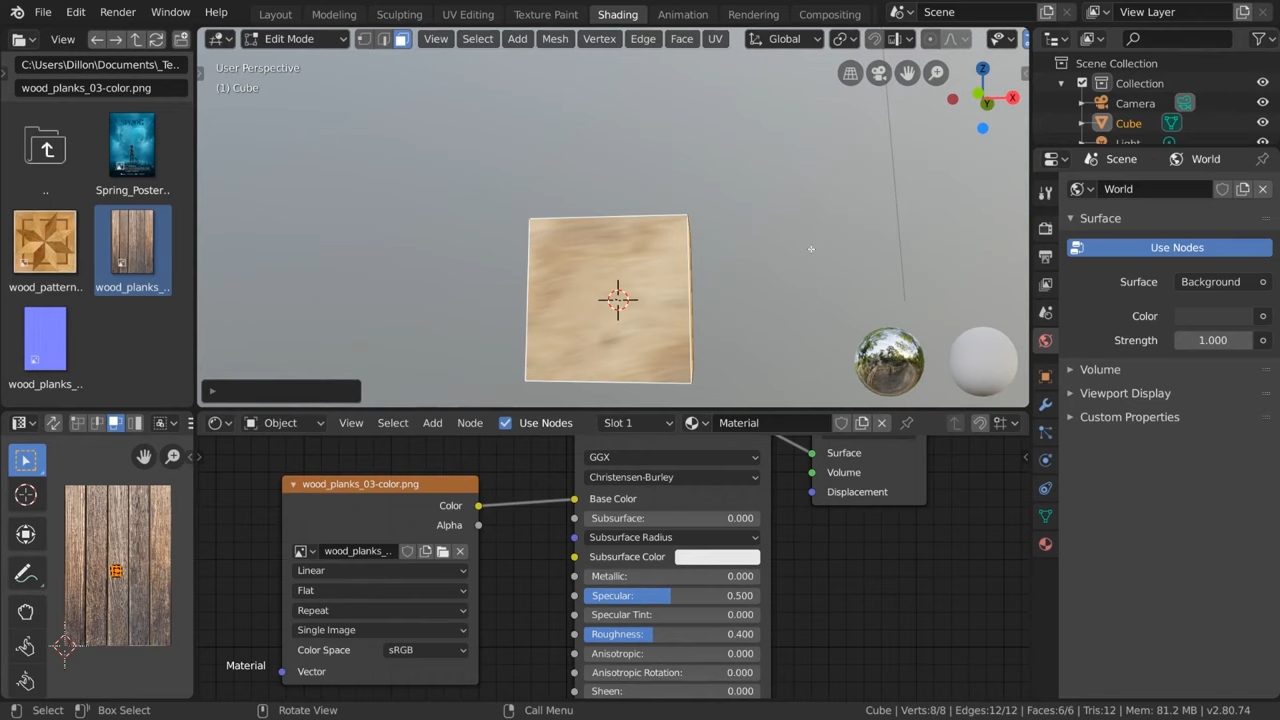 File Edit Render Window Help Layout Modeling Sculpting UV Editing Texture Paint Shading Animation Rendering Compositing Scene View Layer
View
C:\Users\Dillon\Documents\_Te..
wood_planks_03-color.png
..
Spring_Poster..
wood_pattern..
wood_planks_..
wood_planks_..
Edit Mode View Select Add Mesh Vertex Edge Face UV Global
User Perspective
(1) Cube
Z
X
Y
Scene Collection
Collection
Camera
Cube
Light
Scene World
World
Surface
Use Nodes
Surface Background
Color
Strength 1.000
Volume
Viewport Display
Custom Properties
Object View Select Add Node Use Nodes Slot 1 Material
wood_planks_03-color.png
Color
Alpha
wood_planks_..
Linear
Flat
Repeat
Single Image
Color Space sRGB
Vector
Material
GGX
Christensen-Burley
Base Color
Subsurface: 0.000
Subsurface Radius
Subsurface Color
Metallic: 0.000
Specular: 0.500
Specular Tint: 0.000
Roughness: 0.400
Anisotropic: 0.000
Anisotropic Rotation: 0.000
Sheen: 0.000
Surface
Volume
Displacement
Select Box Select Rotate View Call Menu Cube | Verts:8/8 | Edges:12/12 | Faces:6/6 | Tris:12 | Mem: 81.2 MB | v2.80.74